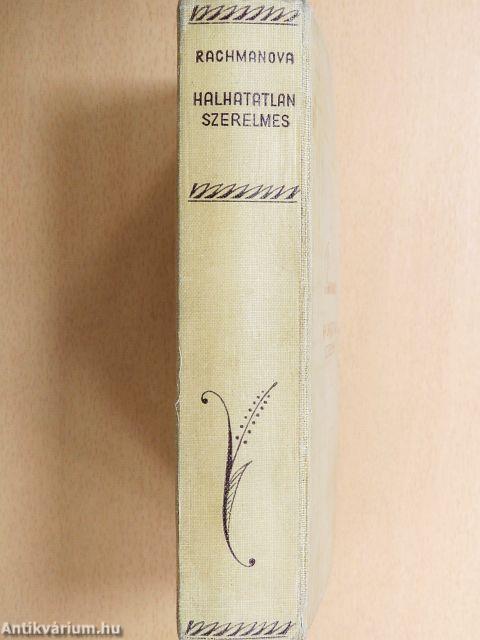 RACHMANOVA
HALHATATLAN
SZERELMES
Antikvárium.hu